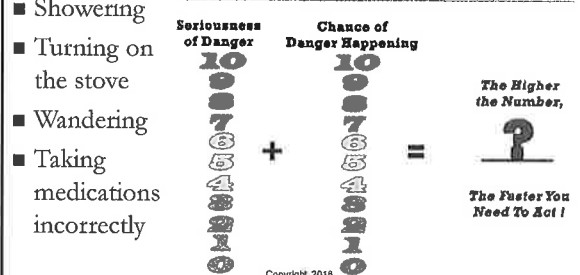 ■ Showering
■ Turning on
the stove
■ Wandering
■ Taking
medications
incorrectly
Seriousness
of Danger
10
9
8
7
6
5
4
3
2
1
0
+
Chance of
Danger Happening
10
9
8
7
6
5
4
3
2
1
0
=
The Higher
the Number,
?
The Faster You
Need To Act !
Copyright 2018